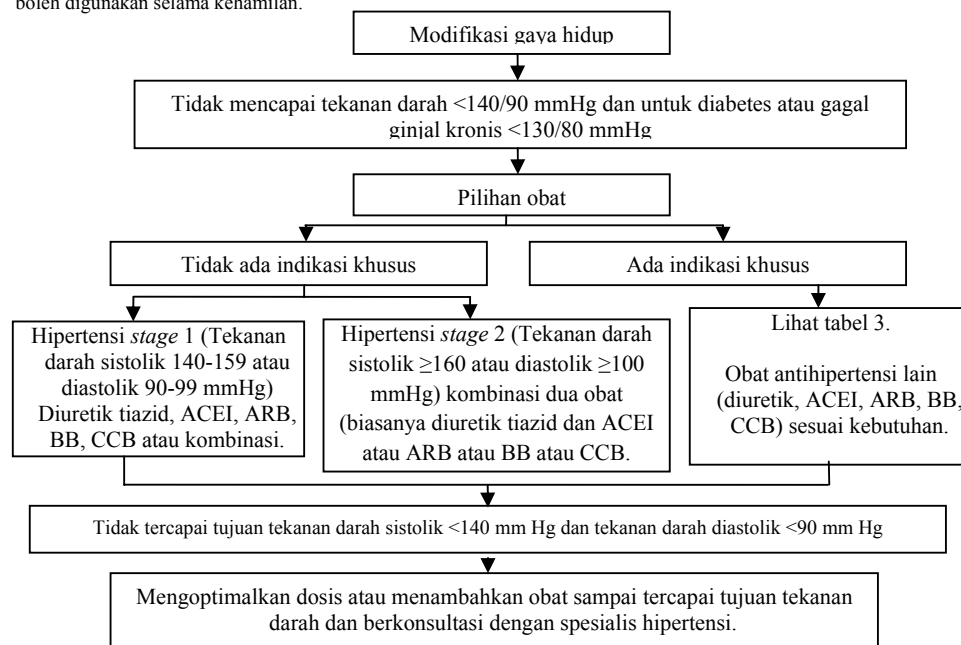 boleh digunakan selama kehamilan.
Modifikasi gaya hidup
Tidak mencapai tekanan darah <140/90 mmHg dan untuk diabetes atau gagal
ginjal kronis <130/80 mmHg
Pilihan obat
Tidak ada indikasi khusus
Ada indikasi khusus
Hipertensi stage 1 (Tekanan
darah sistolik 140-159 atau
diastolik 90-99 mmHg)
Diuretik tiazid, ACEI, ARB,
BB, CCB atau kombinasi.
Hipertensi stage 2 (Tekanan darah
sistolik ≥160 atau diastolik ≥100
mmHg) kombinasi dua obat
(biasanya diuretik tiazid dan ACEI
atau ARB atau BB atau CCB.
Lihat tabel 3.
Obat antihipertensi lain
(diuretik, ACEI, ARB, BB,
CCB) sesuai kebutuhan.
Tidak tercapai tujuan tekanan darah sistolik <140 mm Hg dan tekanan darah diastolik <90 mm Hg
Mengoptimalkan dosis atau menambahkan obat sampai tercapai tujuan tekanan
darah dan berkonsultasi dengan spesialis hipertensi.